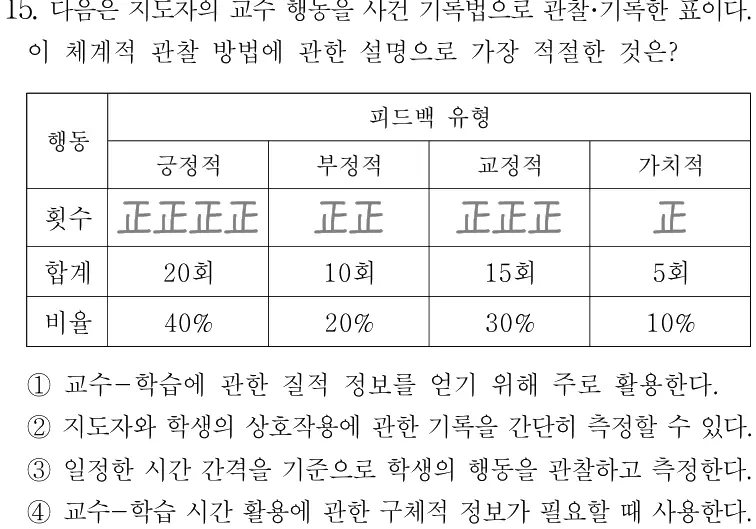 15. 다음은 지도자의 교수 행동을 사건 기록법으로 관찰･기록한 표이다.
이 체계적 관찰 방법에 관한 설명으로 가장 적절한 것은?
행동 피드백 유형
긍정적 부정적 교정적 가치적
횟수 正正正正 正正 正正正 正
합계 20회 10회 15회 5회
비율 40% 20% 30% 10%
① 교수-학습에 관한 질적 정보를 얻기 위해 주로 활용한다.
② 지도자와 학생의 상호작용에 관한 기록을 간단히 측정할 수 있다.
③ 일정한 시간 간격을 기준으로 학생의 행동을 관찰하고 측정한다.
④ 교수-학습 시간 활용에 관한 구체적 정보가 필요할 때 사용한다.